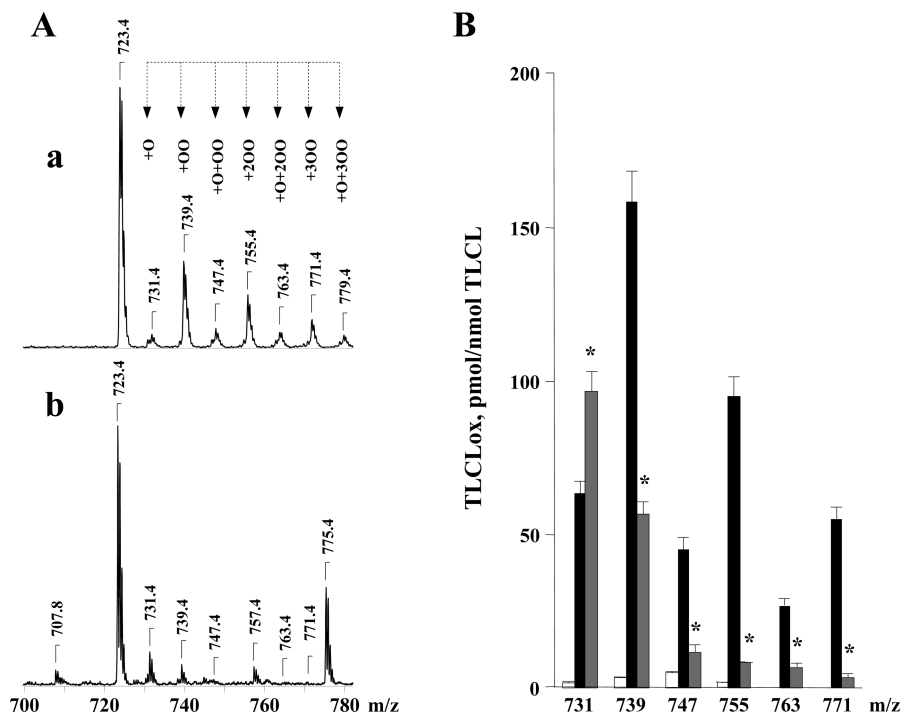 A
a
723.4
+O
+OO
+O+OO
+2OO
+O+2OO
+3OO
+O+3OO
731.4
739.4
747.4
755.4
763.4
771.4
779.4
b
707.8
723.4
731.4
739.4
747.4
757.4
763.4
771.4
775.4
700 720 740 760 780 m/z
B
TLCLox, pmol/nmol TLCL
200
150
100
50
0
* * * * * *
731 739 747 755 763 771 m/z